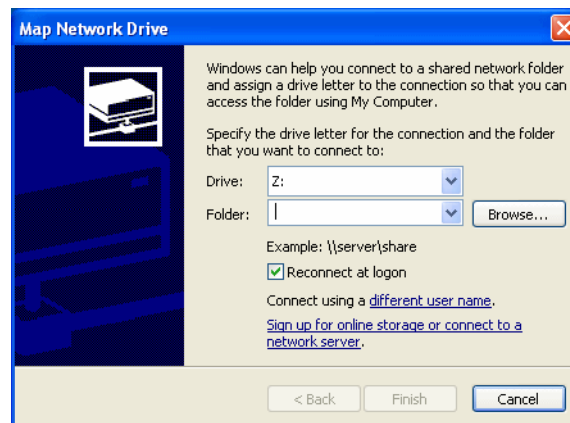 Map Network Drive
Windows can help you connect to a shared network folder
and assign a drive letter to the connection so that you can
access the folder using My Computer.
Specify the drive letter for the connection and the folder
that you want to connect to:
Drive: Z:
Folder: Browse...
Example: \\server\share
Reconnect at logon
Connect using a different user name.
Sign up for online storage or connect to a
network server.
< Back Finish Cancel